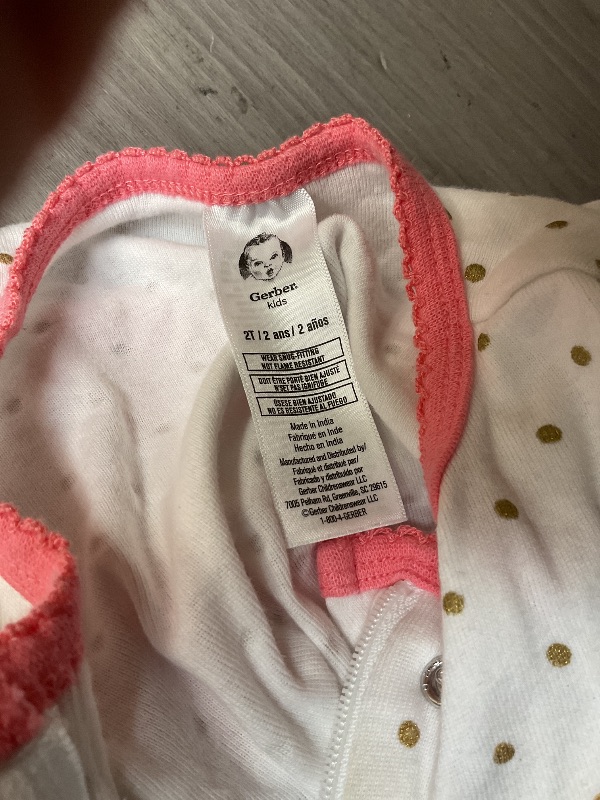 Gerber.
kids
2T / 2 ans / 2 años
WEAR SNUG-FITTING
NOT FLAME RESISTANT
DOIT ÊTRE PORTÉ BIEN AJUSTÉ
N'EST PAS IGNIFUGE
ÚSESE BIEN AJUSTADO
NO ES RESISTENTE AL FUEGO
Made in India
Fabriqué en Inde
Hecho en India
Manufactured and Distributed by/
Fabriqué et distribué par/
Fabricado y distribuido por
Gerber Childrenswear LLC
7005 Pelham Rd, Greenville, SC 29615
©Gerber Childrenswear LLC
1-800-4-GERBER